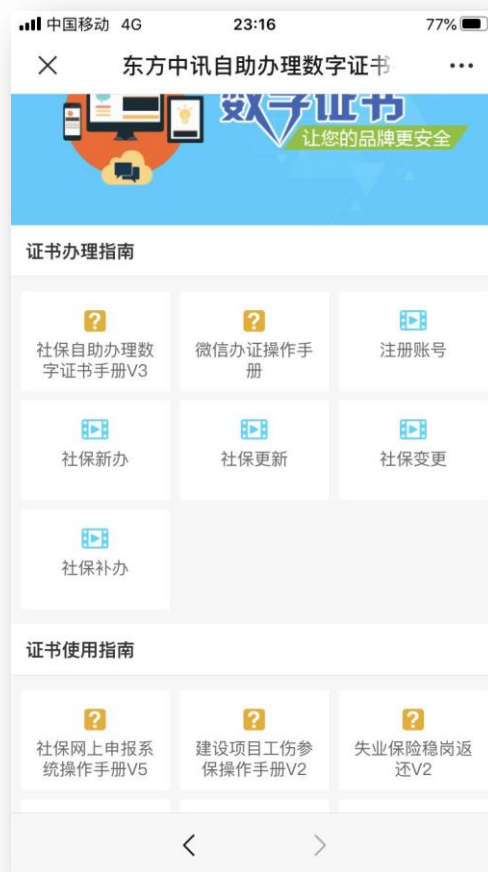 中国移动 4G 23:16 77%
东方中讯自助办理数字证书
数字证书
让您的品牌更安全
证书办理指南
社保自助办理数
字证书手册V3
微信办证操作手
册
注册账号
社保新办
社保更新
社保变更
社保补办
证书使用指南
社保网上申报系
统操作手册V5
建设项目工伤参
保操作手册V2
失业保险稳岗返
还V2